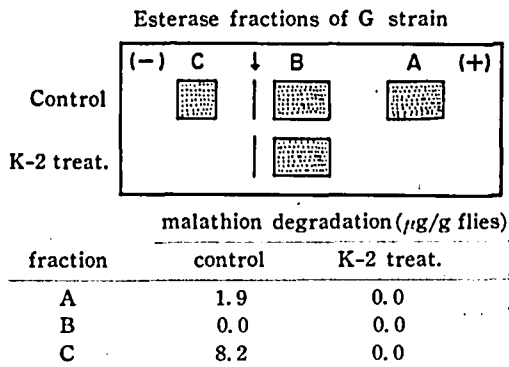 Esterase fractions of G strain
(-) C ↓ B A (+)
Control
K-2 treat.
malathion degradation (μg/g flies)
fraction control K-2 treat.
A 1.9 0.0
B 0.0 0.0
C 8.2 0.0